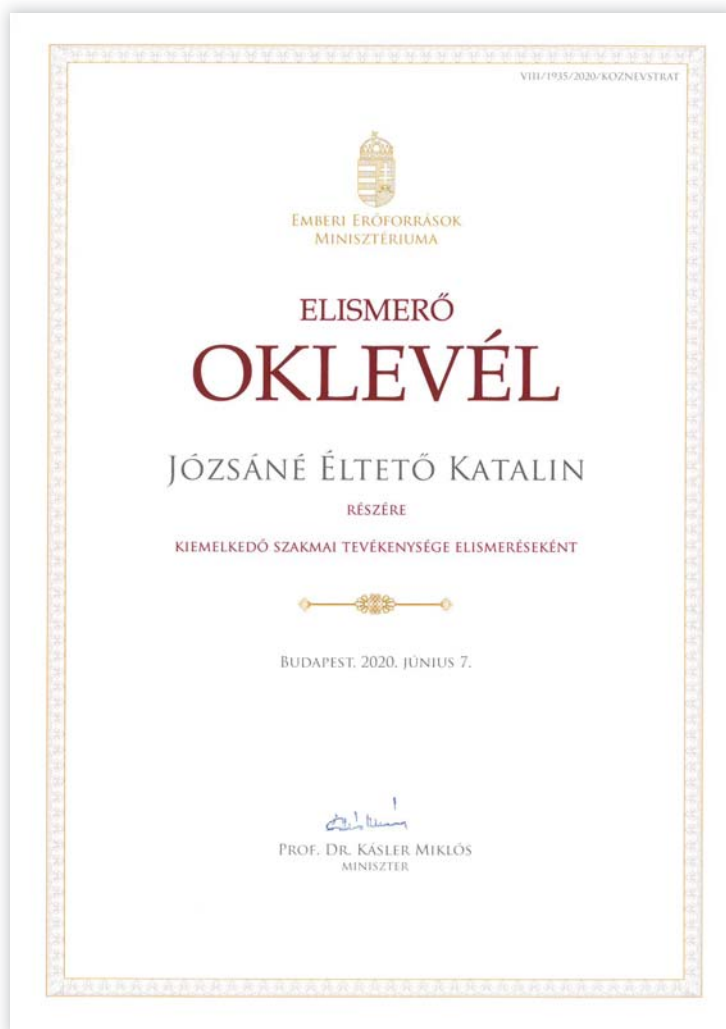 VIII/1935/2020/KOZNEVSTRAT
EMBERI ERŐFORRÁSOK
MINISZTÉRIUMA
ELISMERŐ
OKLEVÉL
JÓZSÁNÉ ÉLTETŐ KATALIN
RÉSZÉRE
KIEMELKEDŐ SZAKMAI TEVÉKENYSÉGE ELISMERÉSEKÉNT
BUDAPEST, 2020. JÚNIUS 7.
PROF. DR. KÁSLER MIKLÓS
MINISZTER